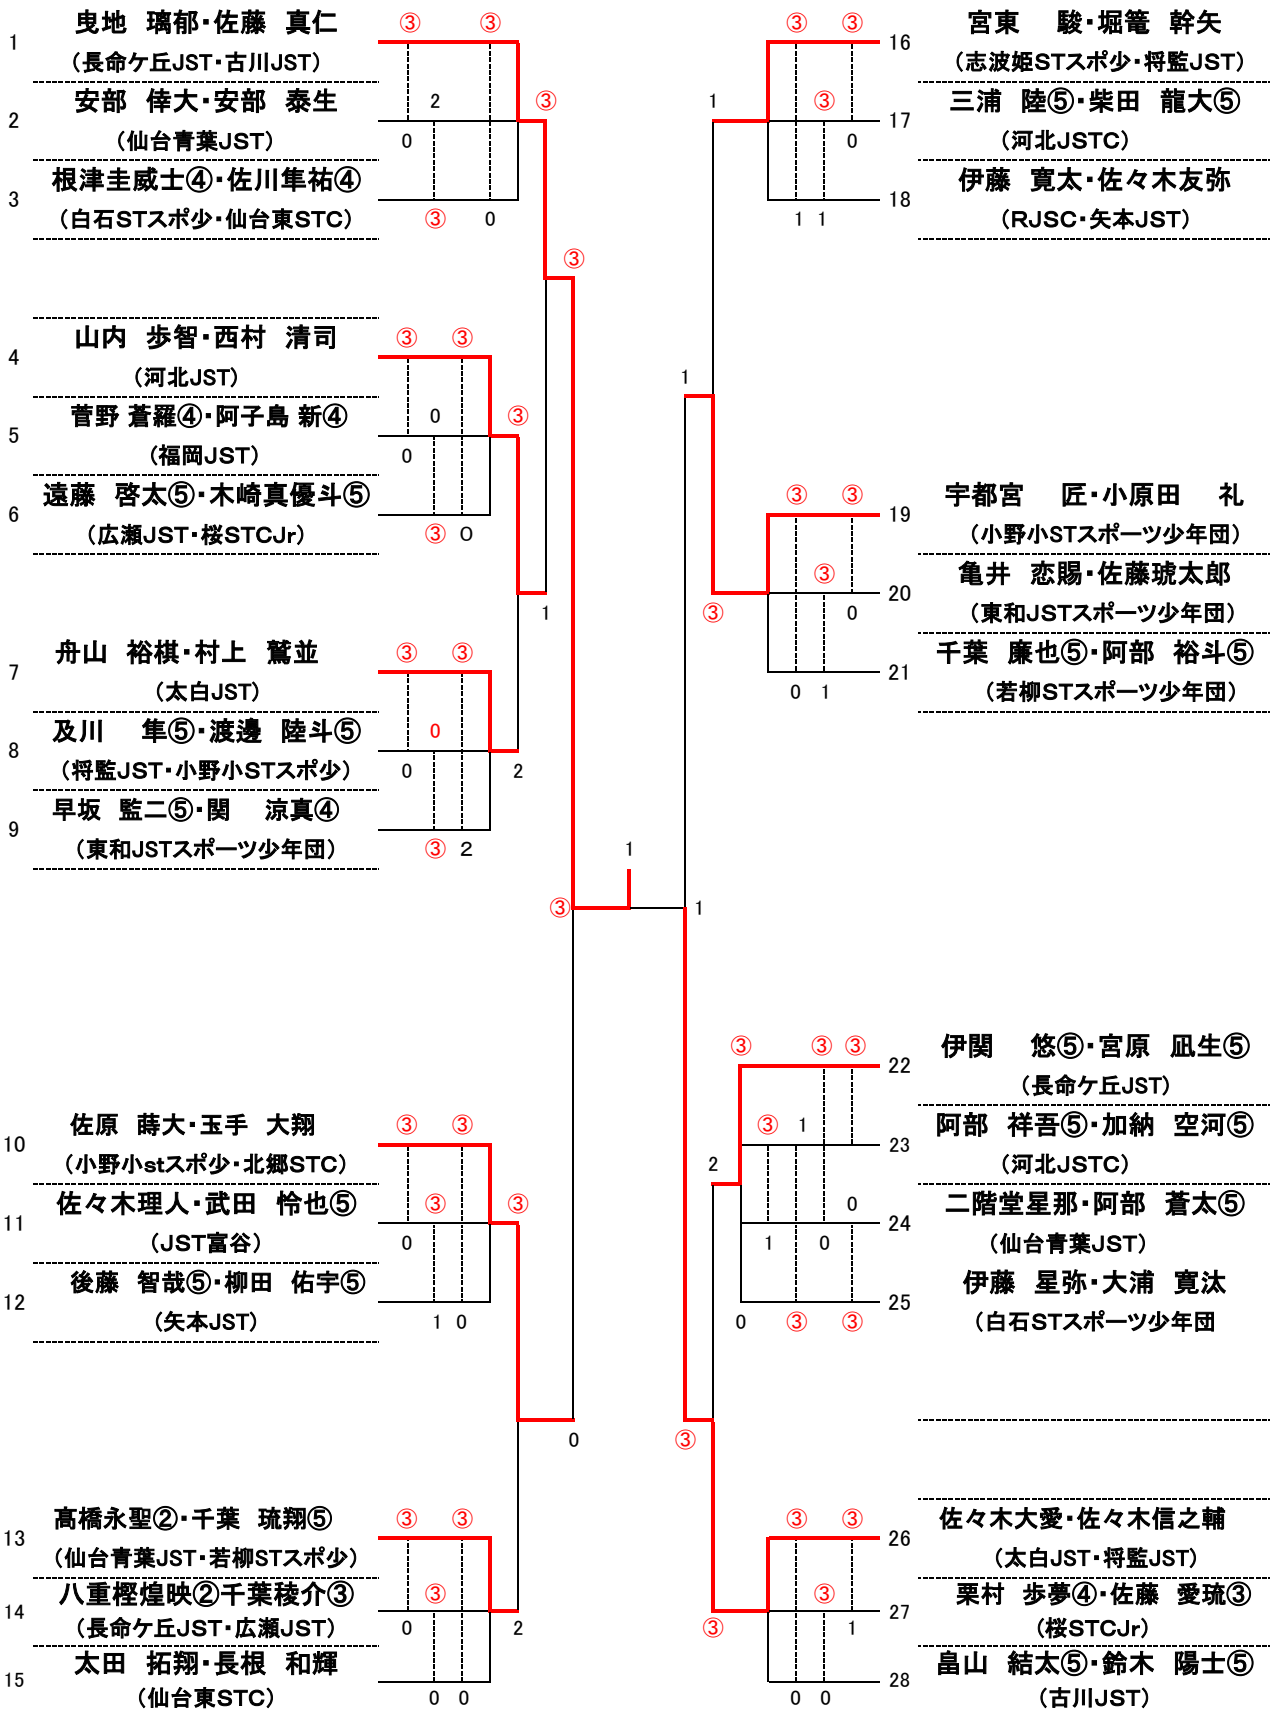 曳地　璃郁・佐藤　真仁
1
（長命ケ丘JST・古川JST）
安部　倖大・安部　泰生
2
（仙台青葉JST）
根津圭威士④・佐川隼祐④
3
（白石STスポ少・仙台東STC）
山内　歩智・西村　清司
4
（河北JST）
菅野 蒼羅④・阿子島 新④
5
（福岡JST）
遠藤　啓太⑤・木崎真優斗⑤
6
（広瀬JST・桜STCJr）
舟山　裕棋・村上　鷲並
7
（太白JST）
及川　隼⑤・渡邊　陸斗⑤
8
（将監JST・小野小STスポ少）
早坂　監二⑤・関　涼真④
9
（東和JSTスポーツ少年団）
佐原　蒔大・玉手　大翔
10
（小野小stスポ少・北郷STC）
佐々木理人・武田　怜也⑤
11
（JST富谷）
後藤　智哉⑤・柳田　佑宇⑤
12
（矢本JST）
髙橋永聖②・千葉　琉翔⑤
13
（仙台青葉JST・若柳STスポ少）
八重樫煌映②千葉稜介③
14
（長命ケ丘JST・広瀬JST）
太田　拓翔・長根　和輝
15
（仙台東STC）
③ ③
2
0
③ 0
③
③
③ ③
0
0
③ 0
③
1
③ ③
0
0
③ 2
2
③
1
③ ③
③
0
1 0
③
0
③ ③
③
0
0 0
2
宮東　駿・堀篭　幹矢
16
（志波姫STスポ少・将監JST）
三浦　陸⑤・柴田　龍大⑤
17
（河北JSTC）
伊藤　寛太・佐々木友弥
18
（RJSC・矢本JST）
宇都宮　匠・小原田　礼
19
（小野小STスポーツ少年団）
亀井　恋賜・佐藤琥太郎
20
（東和JSTスポーツ少年団）
千葉　廉也⑤・阿部　裕斗⑤
21
（若柳STスポーツ少年団）
伊関　悠⑤・宮原　凪生⑤
22
（長命ケ丘JST）
阿部　祥吾⑤・加納　空河⑤
23
（河北JSTC）
二階堂星那・阿部　蒼太⑤
24
（仙台青葉JST）
伊藤　星弥・大浦　寛汰
25
（白石STスポーツ少年団
佐々木大愛・佐々木信之輔
26
（太白JST・将監JST）
栗村　歩夢④・佐藤　愛琉③
27
（桜STCJr）
畠山　結太⑤・鈴木　陽士⑤
28
（古川JST）
③ ③
1
③
0
1 1
1
③ ③
③
0
③
0 1
1
③ ③ ③
③ 1
2
0
1 0
0 ③ ③
③
③ ③
③
③ 1
0 0